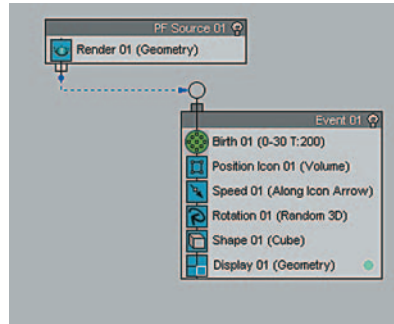 PF Source 01
Render 01 (Geometry)
Event 01
Birth 01 (0-30 T:200)
Position Icon 01 (Volume)
Speed 01 (Along Icon Arrow)
Rotation 01 (Random 3D)
Shape 01 (Cube)
Display 01 (Geometry)